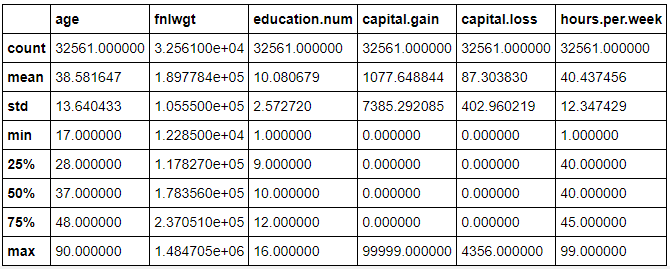 age fnlwgt education.num capital.gain capital.loss hours.per.week
count 32561.000000 3.256100e+04 32561.000000 32561.000000 32561.000000 32561.000000
mean 38.581647 1.897784e+05 10.080679 1077.648844 87.303830 40.437456
std 13.640433 1.055500e+05 2.572720 7385.292085 402.960219 12.347429
min 17.000000 1.228500e+04 1.000000 0.000000 0.000000 1.000000
25% 28.000000 1.178270e+05 9.000000 0.000000 0.000000 40.000000
50% 37.000000 1.783560e+05 10.000000 0.000000 0.000000 40.000000
75% 48.000000 2.370510e+05 12.000000 0.000000 0.000000 45.000000
max 90.000000 1.484705e+06 16.000000 99999.000000 4356.000000 99.000000